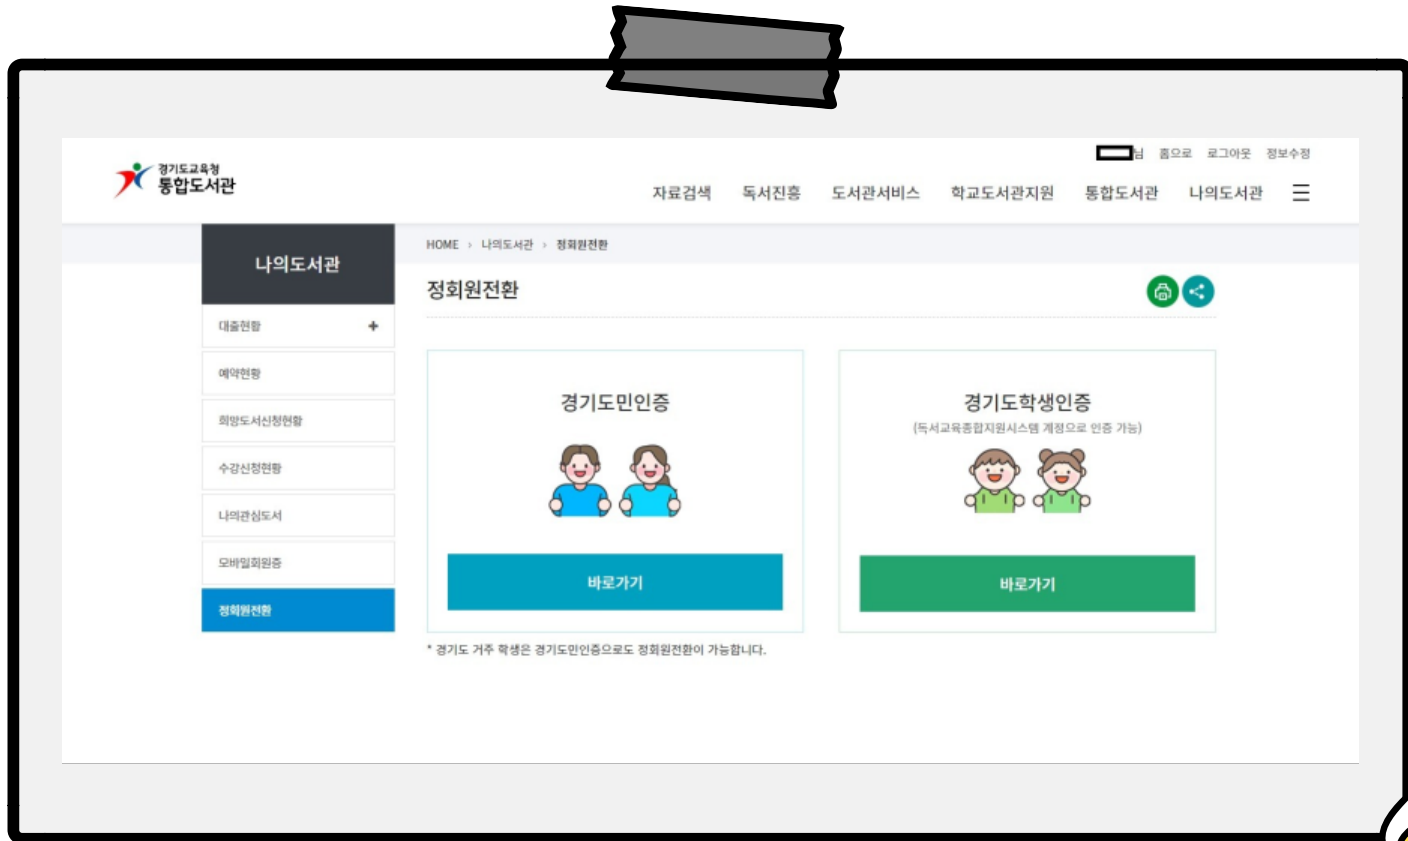 경기도교육청
통합도서관
님 홈으로 로그아웃 정보수정
자료검색 독서진흥 도서관서비스 학교도서관지원 통합도서관 나의도서관
나의도서관
대출현황
예약현황
희망도서신청현황
수강신청현황
나의관심도서
모바일회원증
정회원전환
HOME › 나의도서관 › 정회원전환
정회원전환
경기도민인증
바로가기
경기도학생인증
(독서교육종합지원시스템 계정으로 인증 가능)
바로가기
* 경기도 거주 학생은 경기도민인증으로도 정회원전환이 가능합니다.